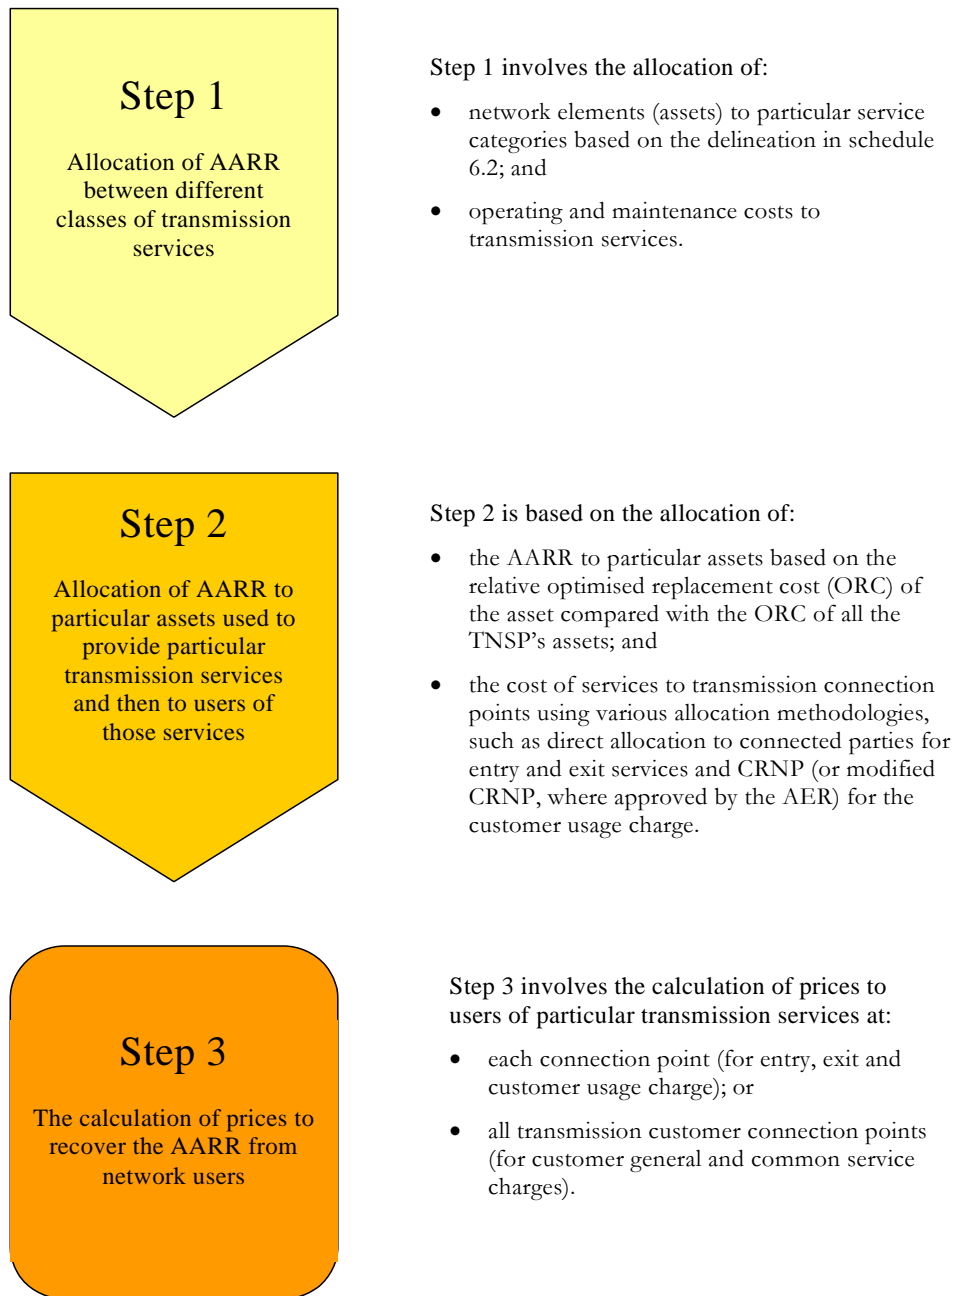 Step 1
Allocation of AARR
between different
classes of transmission
services
Step 1 involves the allocation of:
• network elements (assets) to particular service
categories based on the delineation in schedule
6.2; and
• operating and maintenance costs to
transmission services.
Step 2
Allocation of AARR to
particular assets used to
provide particular
transmission services
and then to users of
those services
Step 2 is based on the allocation of:
• the AARR to particular assets based on the
relative optimised replacement cost (ORC) of
the asset compared with the ORC of all the
TNSP’s assets; and
• the cost of services to transmission connection
points using various allocation methodologies,
such as direct allocation to connected parties for
entry and exit services and CRNP (or modified
CRNP, where approved by the AER) for the
customer usage charge.
Step 3
The calculation of prices to
recover the AARR from
network users
Step 3 involves the calculation of prices to
users of particular transmission services at:
• each connection point (for entry, exit and
customer usage charge); or
• all transmission customer connection points
(for customer general and common service
charges).